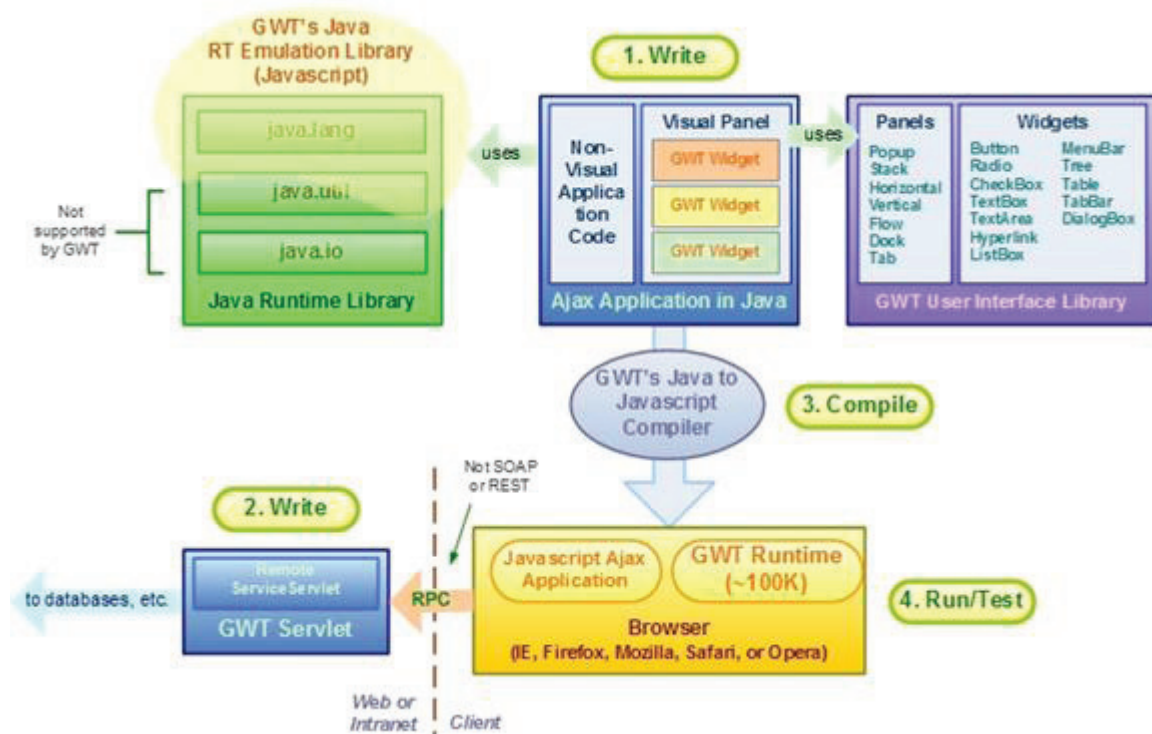 GWT's Java
RT Emulation Library
(Javascript)
java.lang
java.util
java.io
Java Runtime Library
Not
supported
by GWT
uses
1. Write
Non-
Visual
Applica
tion
Code
Visual Panel
GWT Widget
GWT Widget
GWT Widget
Ajax Application in Java
uses
Panels
Popup
Stack
Horizontal
Vertical
Flow
Dock
Tab
Widgets
Button
Radio
CheckBox
TextBox
TextArea
Hyperlink
ListBox
MenuBar
Tree
Table
TabBar
DialogBox
GWT User Interface Library
GWT's Java to
Javascript
Compiler
3. Compile
2. Write
Not SOAP
or REST
to databases, etc.
Remote
ServiceServlet
GWT Servlet
RPC
Javascript Ajax
Application
GWT Runtime
(~100K)
Browser
(IE, Firefox, Mozilla, Safari, or Opera)
4. Run/Test
Web or
Intranet
Client